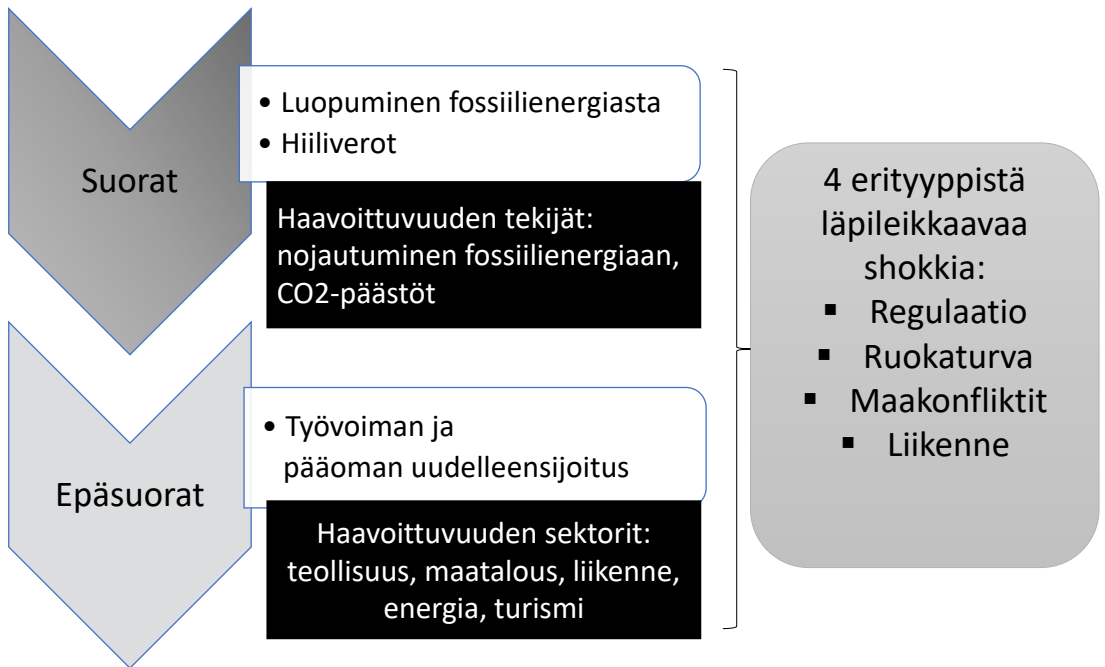 Suorat
• Luopuminen fossiilienergiasta
• Hiiliverot
Haavoittuvuuden tekijät:
nojautuminen fossiilienergiaan,
CO2-päästöt
Epäsuorat
• Työvoiman ja
pääoman uudelleensijoitus
Haavoittuvuuden sektorit:
teollisuus, maatalous, liikenne,
energia, turismi
4 erityyppistä
läpileikkaavaa
shokkia:
▪ Regulaatio
▪ Ruokaturva
▪ Maakonfliktit
▪ Liikenne